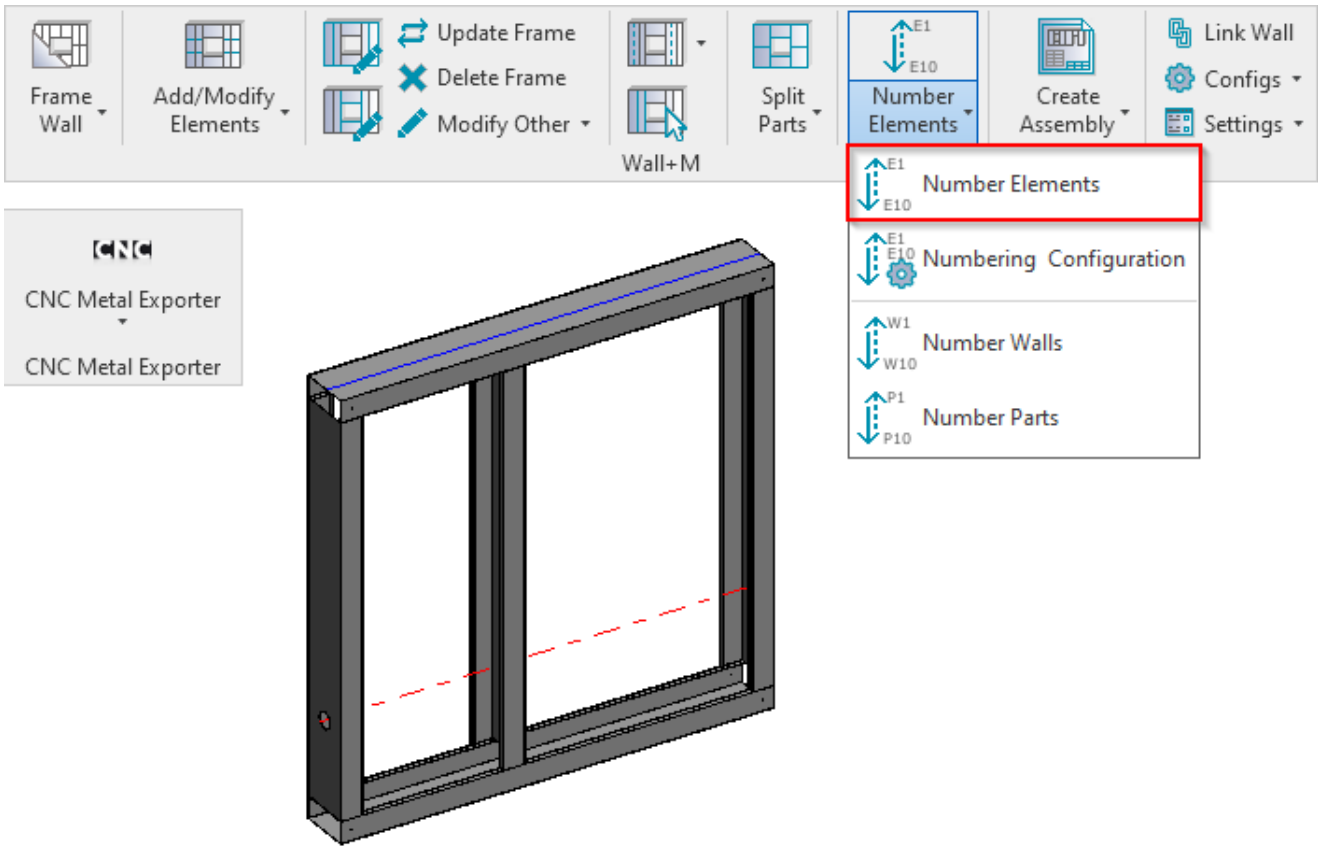 Frame
Wall
Add/Modify
Elements
Update Frame
Delete Frame
Modify Other
Split
Parts
E1
E10
Number
Elements
Create
Assembly
Link Wall
Configs
Settings
Wall+M
E1
E10
Number Elements
E1
E10
Numbering Configuration
W1
W10
Number Walls
P1
P10
Number Parts
CNC
CNC Metal Exporter
CNC Metal Exporter